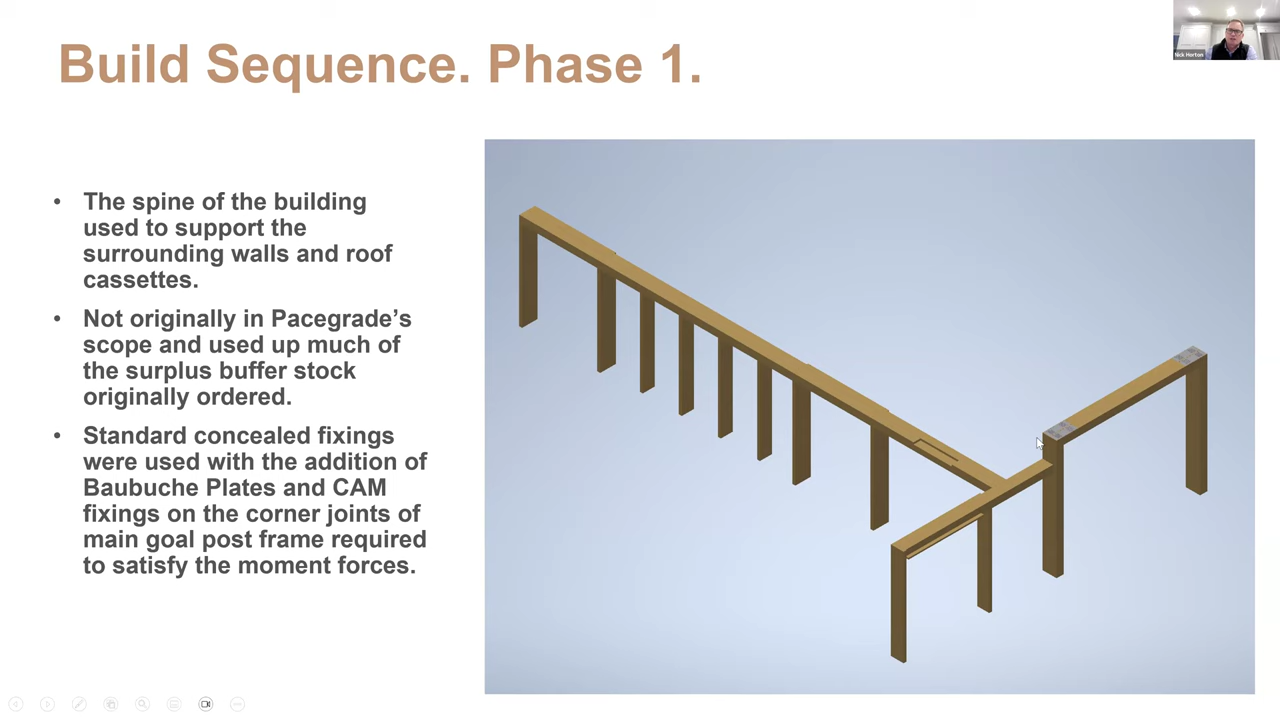 Build Sequence. Phase 1.
Nick Horton
• The spine of the building
used to support the
surrounding walls and roof
cassettes.
• Not originally in Pacegrade’s
scope and used up much of
the surplus buffer stock
originally ordered.
• Standard concealed fixings
were used with the addition of
Baubuche Plates and CAM
fixings on the corner joints of
main goal post frame required
to satisfy the moment forces.